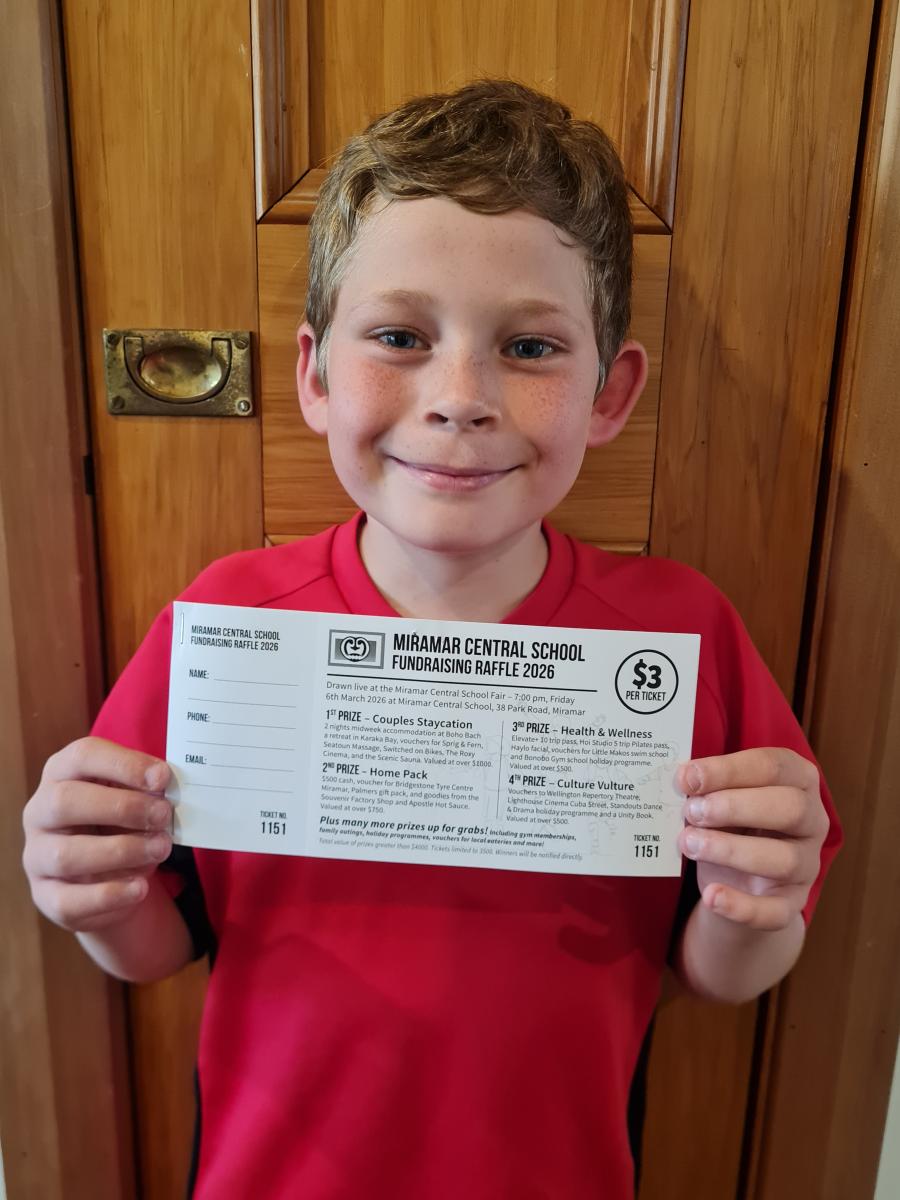 MIRAMAR CENTRAL SCHOOL
FUNDRAISING RAFFLE 2026
NAME:
PHONE:
EMAIL:
TICKET NO.
1151
MIRAMAR CENTRAL SCHOOL
FUNDRAISING RAFFLE 2026
$3
PER TICKET
Drawn live at the Miramar Central School Fair – 7:00 pm, Friday
6th March 2026 at Miramar Central School, 38 Park Road, Miramar
1ST PRIZE – Couples Staycation
2 nights midweek accommodation at Boho Bach
a retreat in Karaka Bay, vouchers for Sprig & Fern,
Seatoun Massage, Switched on Bikes, The Roxy
Cinema, and the Scenic Sauna. Valued at over $1000.
2ND PRIZE – Home Pack
$500 cash, voucher for Bridgestone Tyre Centre
Miramar, Palmers gift pack, and goodies from the
Souvenir Factory Shop and Apostle Hot Sauce.
Valued at over $750.
3RD PRIZE – Health & Wellness
Elevate+ 10 trip pass, Hoi Studio 5 trip Pilates pass,
Haylo facial, vouchers for Little Makos swim school
and Bonobo Gym school holiday programme.
Valued at over $500.
4TH PRIZE – Culture Vulture
Vouchers to Wellington Repertory Theatre,
Lighthouse Cinema Cuba Street, Standouts Dance
& Drama holiday programme and a Unity Book.
Valued at over $500.
Plus many more prizes up for grabs! Including gym memberships,
family outings, holiday programmes, vouchers for local eateries and more!
Total value of prizes greater than $4000. Tickets limited to 3500. Winners will be notified directly.
TICKET NO.
1151